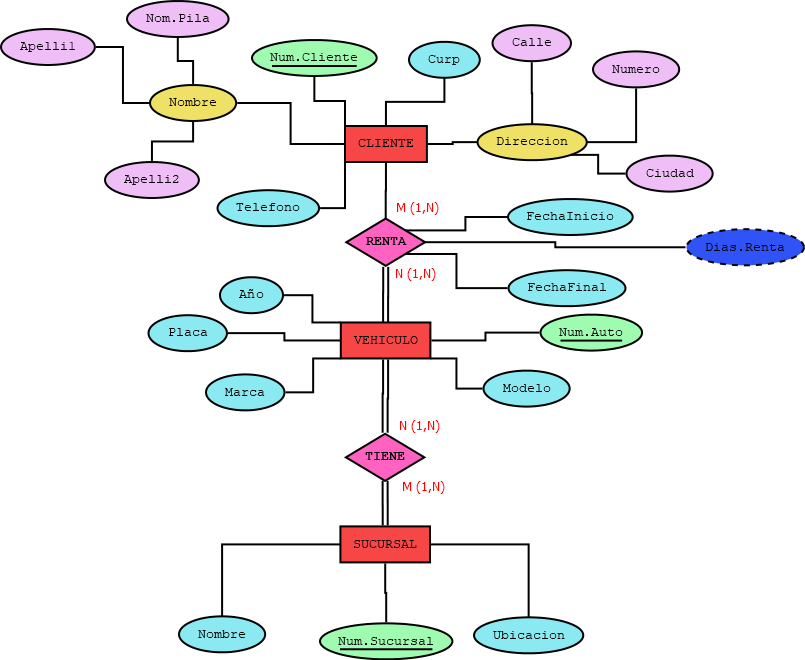 Nom.Pila
Apelli1
Calle
Num.Cliente
Curp
Numero
Nombre
CLIENTE
Direccion
Apelli2
Ciudad
Telefono
M (1,N)
FechaInicio
RENTA
Dias.Renta
N (1,N)
FechaFinal
Año
Placa
VEHICULO
Num.Auto
Marca
Modelo
N (1,N)
TIENE
M (1,N)
SUCURSAL
Nombre
Num.Sucursal
Ubicacion